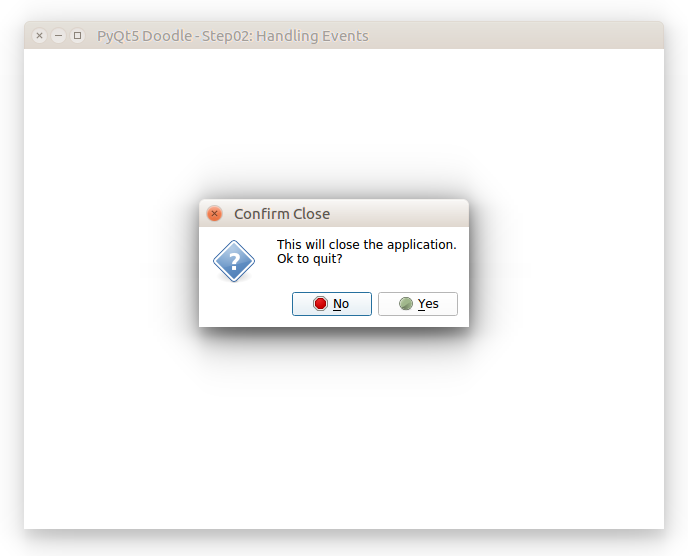 PyQt5 Doodle - Step02: Handling Events
Confirm Close
?
This will close the application.
Ok to quit?
No
Yes